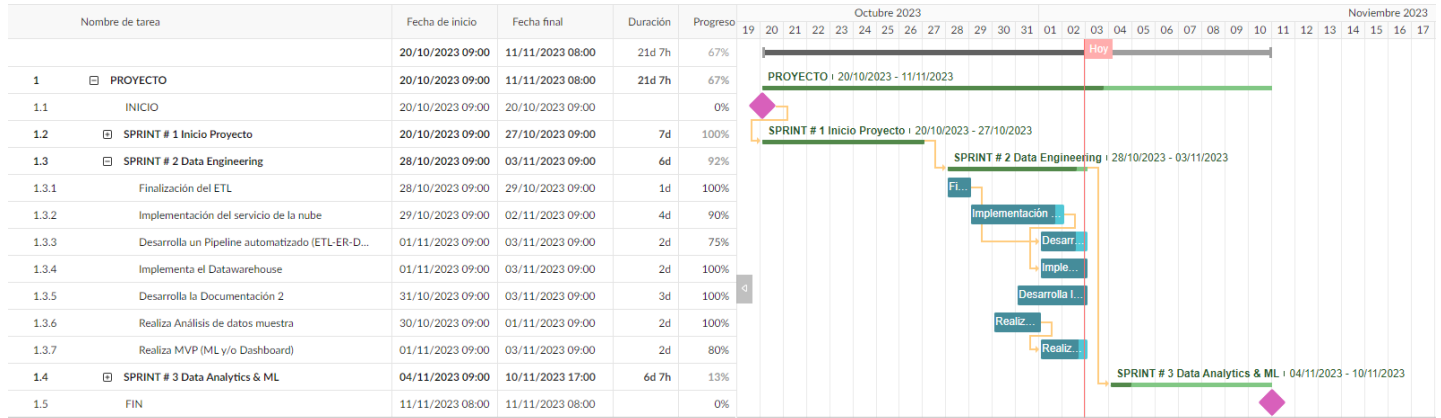 Octubre 2023 Noviembre 2023
Nombre de tarea Fecha de inicio Fecha final Duración Progreso
19 20 21 22 23 24 25 26 27 28 29 30 31 01 02 03 04 05 06 07 08 09 10 11 12 13 14 15 16 17
20/10/2023 09:00 11/11/2023 08:00 21d 7h 67% Hoy
1 PROYECTO 20/10/2023 09:00 11/11/2023 08:00 21d 7h 67% PROYECTO 20/10/2023 - 11/11/2023
1.1 INICIO 20/10/2023 09:00 20/10/2023 09:00 0%
1.2 SPRINT # 1 Inicio Proyecto 20/10/2023 09:00 27/10/2023 09:00 7d 100% SPRINT # 1 Inicio Proyecto 20/10/2023 - 27/10/2023
1.3 SPRINT # 2 Data Engineering 28/10/2023 09:00 03/11/2023 09:00 6d 92% SPRINT # 2 Data Engineering 28/10/2023 - 03/11/2023
1.3.1 Finalización del ETL 28/10/2023 09:00 29/10/2023 09:00 1d 100% Fi...
1.3.2 Implementación del servicio de la nube 29/10/2023 09:00 02/11/2023 09:00 4d 90% Implementación ...
1.3.3 Desarrolla un Pipeline automatizado (ETL-ER-D... 01/11/2023 09:00 03/11/2023 09:00 2d 75% Desarr...
1.3.4 Implementa el Datawarehouse 01/11/2023 09:00 03/11/2023 09:00 2d 100% Imple...
1.3.5 Desarrolla la Documentación 2 31/10/2023 09:00 03/11/2023 09:00 3d 100% Desarrolla l...
1.3.6 Realiza Análisis de datos muestra 30/10/2023 09:00 01/11/2023 09:00 2d 100% Realiz...
1.3.7 Realiza MVP (ML y/o Dashboard) 01/11/2023 09:00 03/11/2023 09:00 2d 80% Realiz...
1.4 SPRINT # 3 Data Analytics & ML 04/11/2023 09:00 10/11/2023 17:00 6d 7h 13% SPRINT # 3 Data Analytics & ML 04/11/2023 - 10/11/2023
1.5 FIN 11/11/2023 08:00 11/11/2023 08:00 0%